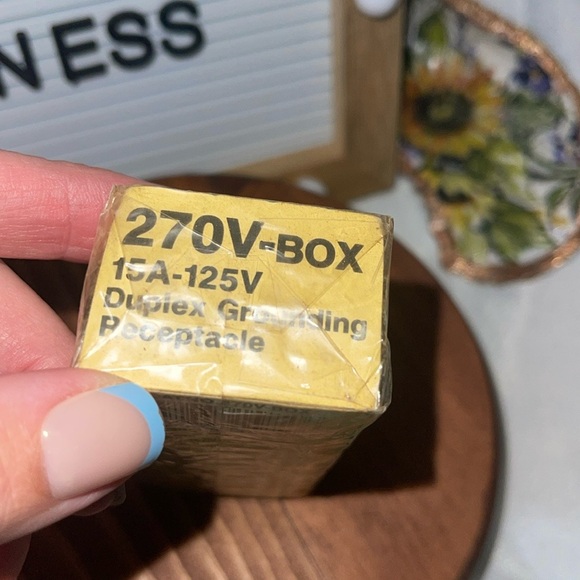 NESS
270V-BOX
15A-125V
Duplex Grounding
Receptacle